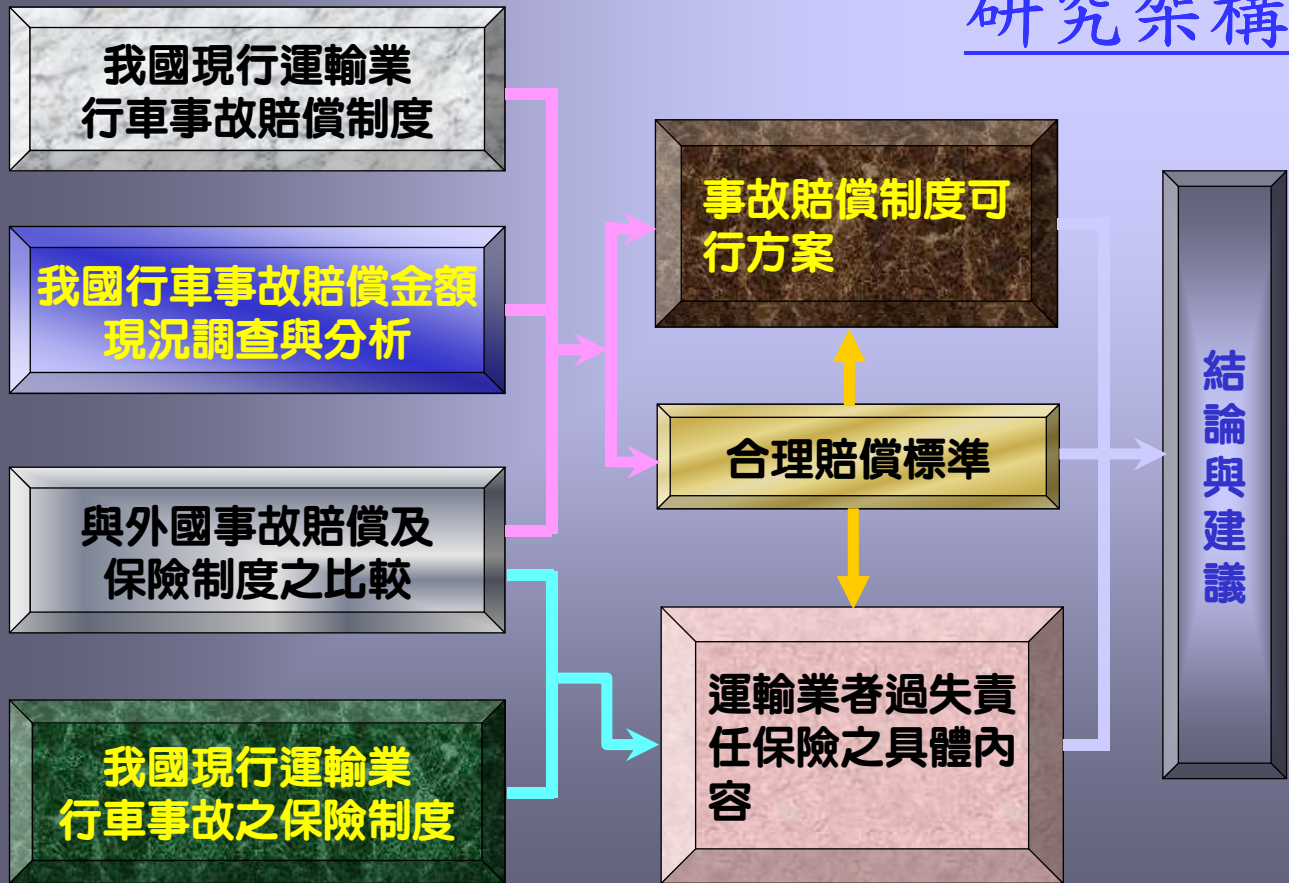 研究架構
我國現行運輸業
行車事故賠償制度
我國行車事故賠償金額
現況調查與分析
與外國事故賠償及
保險制度之比較
我國現行運輸業
行車事故之保險制度
事故賠償制度可
行方案
合理賠償標準
運輸業者過失責
任保險之具體內
容
結論與建議